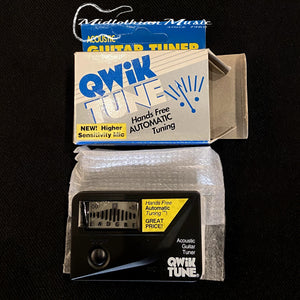 Midlothian Music
ACOUSTIC
GUITAR TUNER
QWIK
TUNE
Hands Free
AUTOMATIC
Tuning
NEW! Higher
Sensitivity Mic
Hands Free
Automatic
Tuning
GREAT
PRICE!
E A D G B E
Acoustic
Guitar
Tuner
QWIK
TUNE